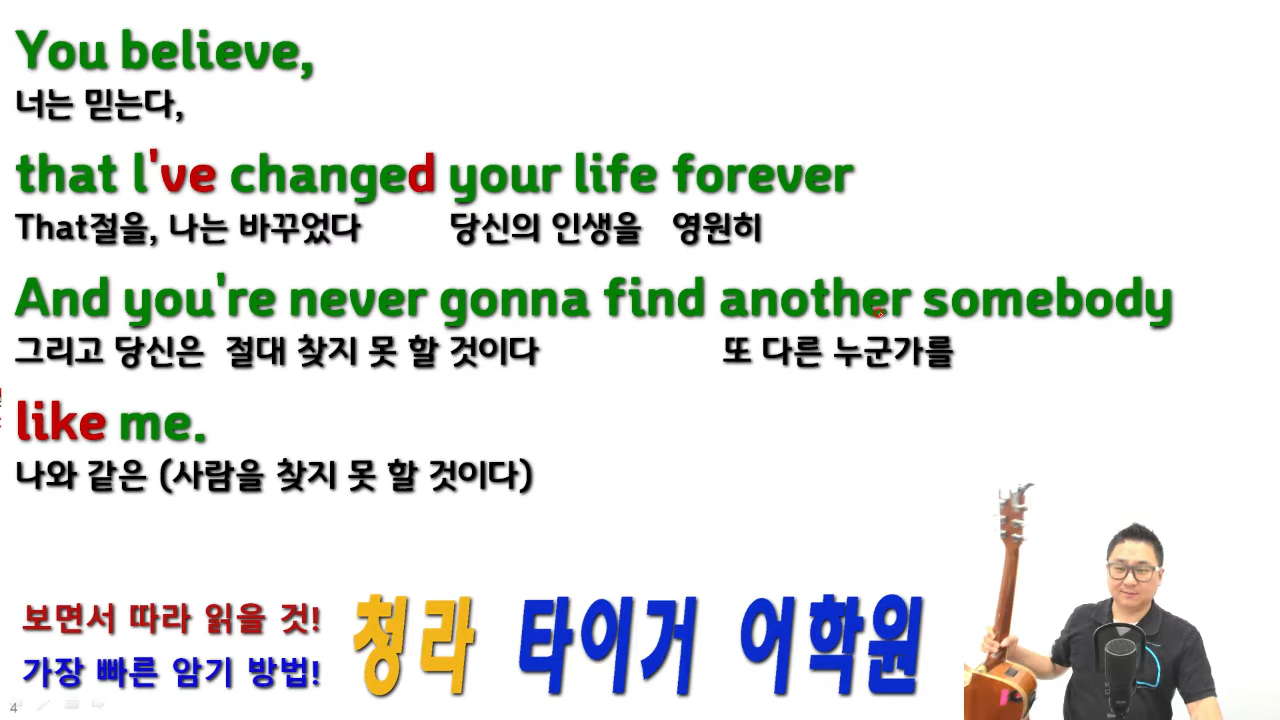 You believe,
너는 믿는다,
that l've changed your life forever
That절을, 나는 바꾸었다 당신의 인생을 영원히
And you're never gonna find another somebody
그리고 당신은 절대 찾지 못 할 것이다 또 다른 누군가를
like me.
나와 같은 (사람을 찾지 못 할 것이다)
보면서 따라 읽을 것!
가장 빠른 암기 방법!
청라 타이거 어학원
4